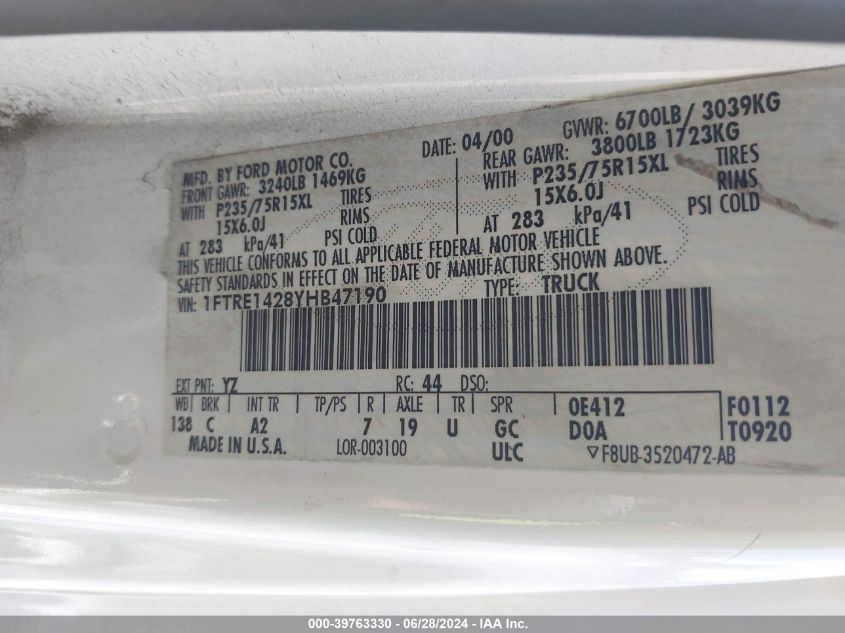 MFD. BY FORD MOTOR CO.
DATE: 04/00
GVWR: 6700LB/ 3039KG
FRONT GAWR: 3240LB 1469KG
REAR GAWR: 3800LB 1723KG
WITH P235/75R15XL TIRES
WITH P235/75R15XL TIRES
15X6.0J RIMS
15X6.0J RIMS
AT 283 kPa/41 PSI COLD
AT 283 kPa/41 PSI COLD
THIS VEHICLE CONFORMS TO ALL APPLICABLE FEDERAL MOTOR VEHICLE
SAFETY STANDARDS IN EFFECT ON THE DATE OF MANUFACTURE SHOWN ABOVE.
VIN: 1FTRE1428YHB47190
TYPE: TRUCK
EXT PNT: YZ RC: 44 DSO:
WB BRK INT TR TP/PS R AXLE TR SPR 0E412 F0112
138 C A2 7 19 U GC DOA T0920
MADE IN U.S.A. LOR-003100 ULC F8UB-3520472-AB
000-39763330 - 06/28/2024 - IAA Inc.